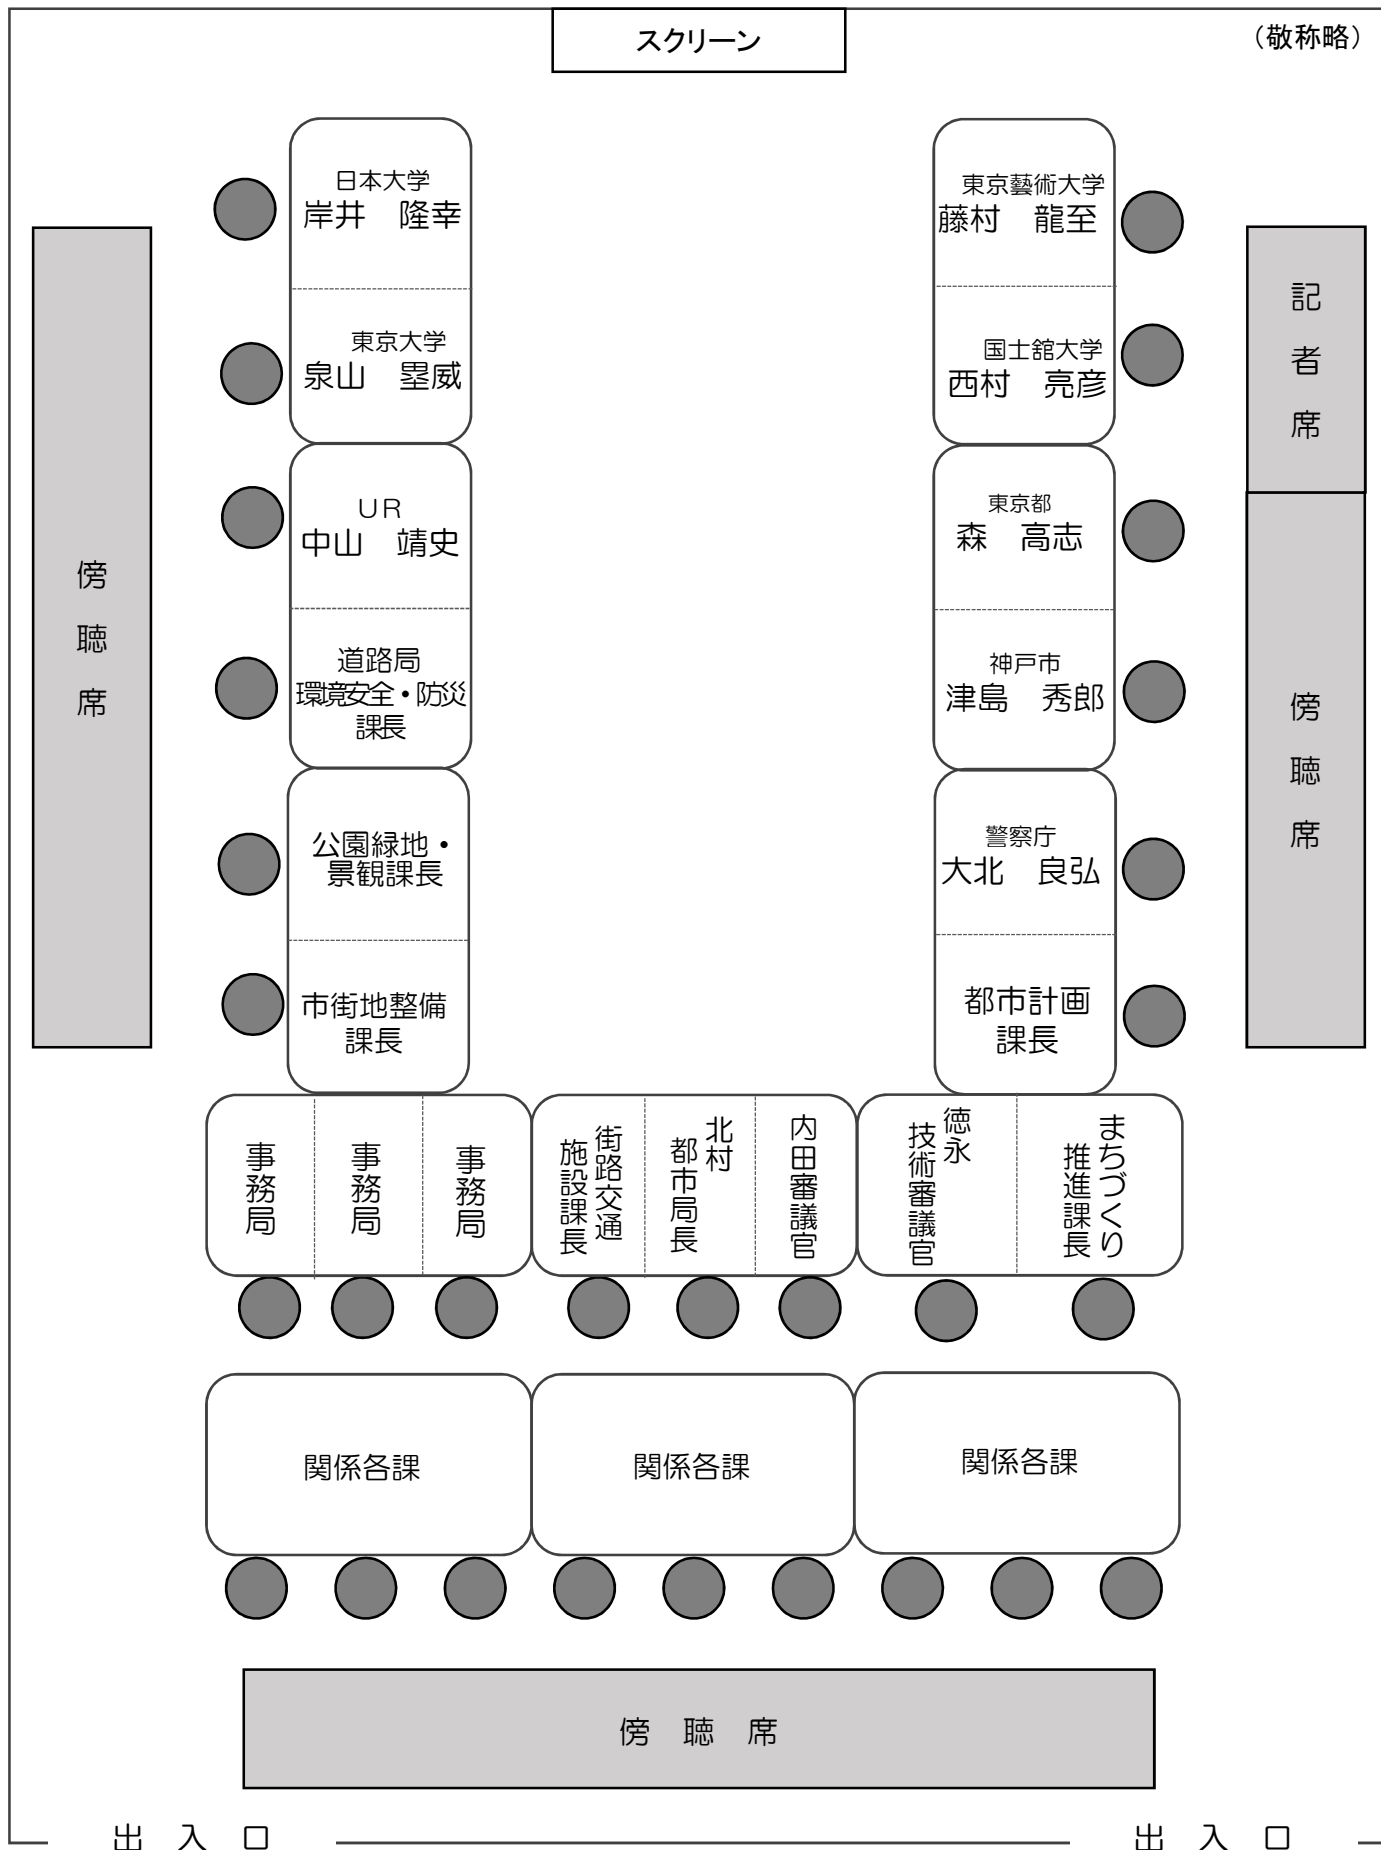 スクリーン
（敬称略）
日本大学
岸井　隆幸
東京大学
泉山　塁威
ＵＲ
中山　靖史
道路局
環境安全・防災
課長
公園緑地・
景観課長
市街地整備
課長
東京藝術大学
藤村　龍至
国士舘大学
西村　亮彦
東京都
森　高志
神戸市
津島　秀郎
警察庁
大北　良弘
都市計画
課長
傍聴席
記者席
傍聴席
事務局
事務局
事務局
街路交通
施設課長
北村
都市局長
内田審議官
徳永
技術審議官
まちづくり
推進課長
関係各課
関係各課
関係各課
傍　聴　席
出　入　口
出　入　口